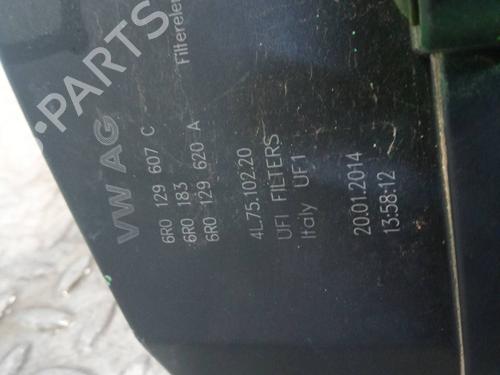 VW AG
6R0 129 607 C
6R0 183
6R0 129 620 A
4L75.102.20
UFI FILTERS
Italy UF1
20.01.2014
13:58:12
PARTS